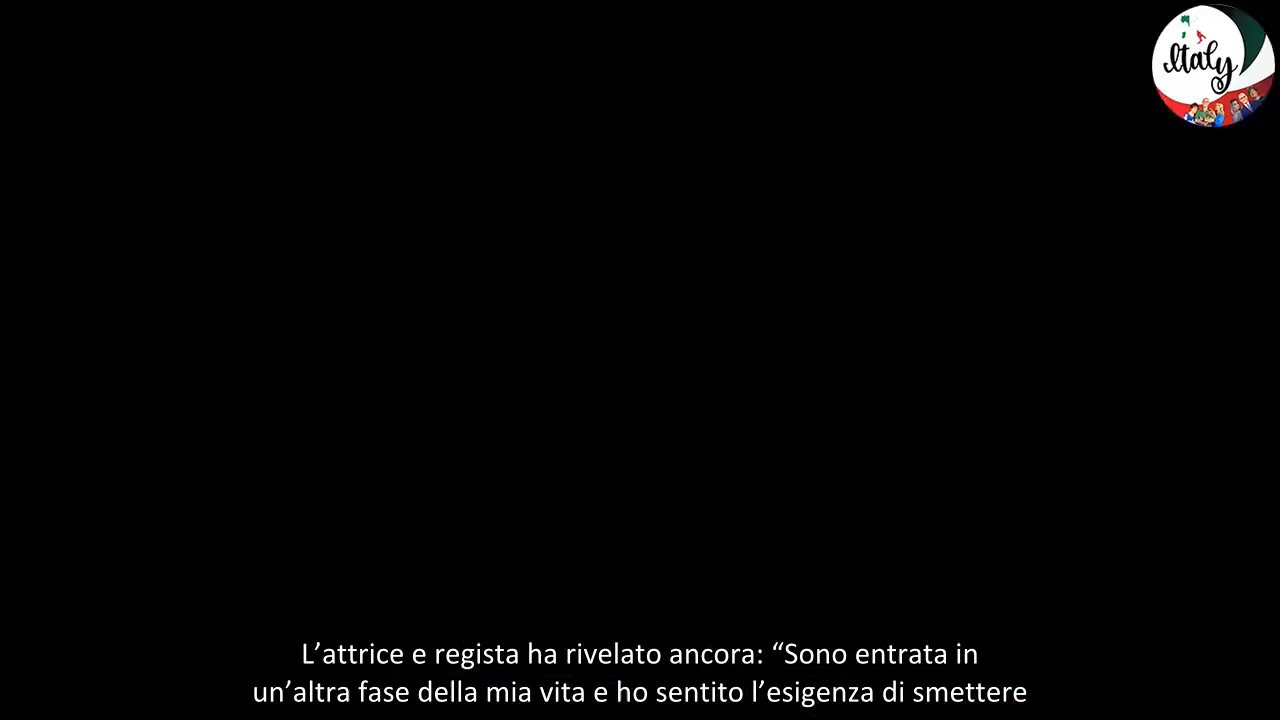 Italy
L’attrice e regista ha rivelato ancora: “Sono entrata in
un’altra fase della mia vita e ho sentito l’esigenza di smettere